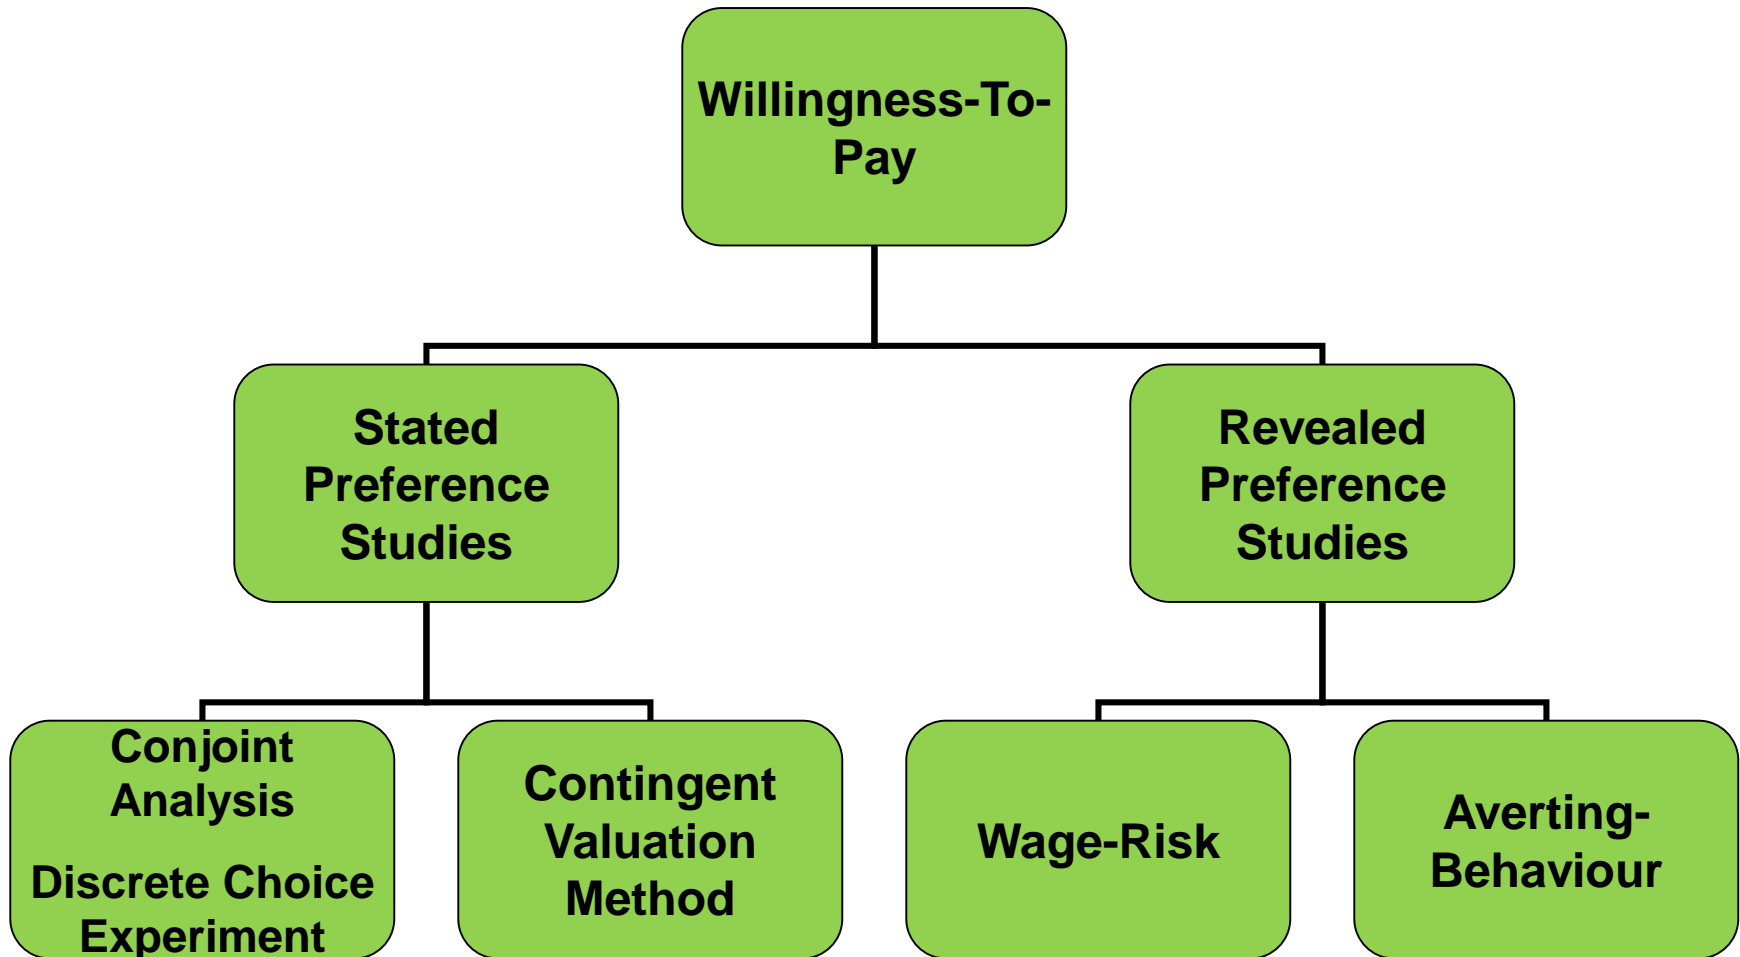 Willingness-To-
Pay
Stated
Preference
Studies
Revealed
Preference
Studies
Conjoint
Analysis
Discrete Choice
Experiment
Contingent
Valuation
Method
Wage-Risk
Averting-
Behaviour